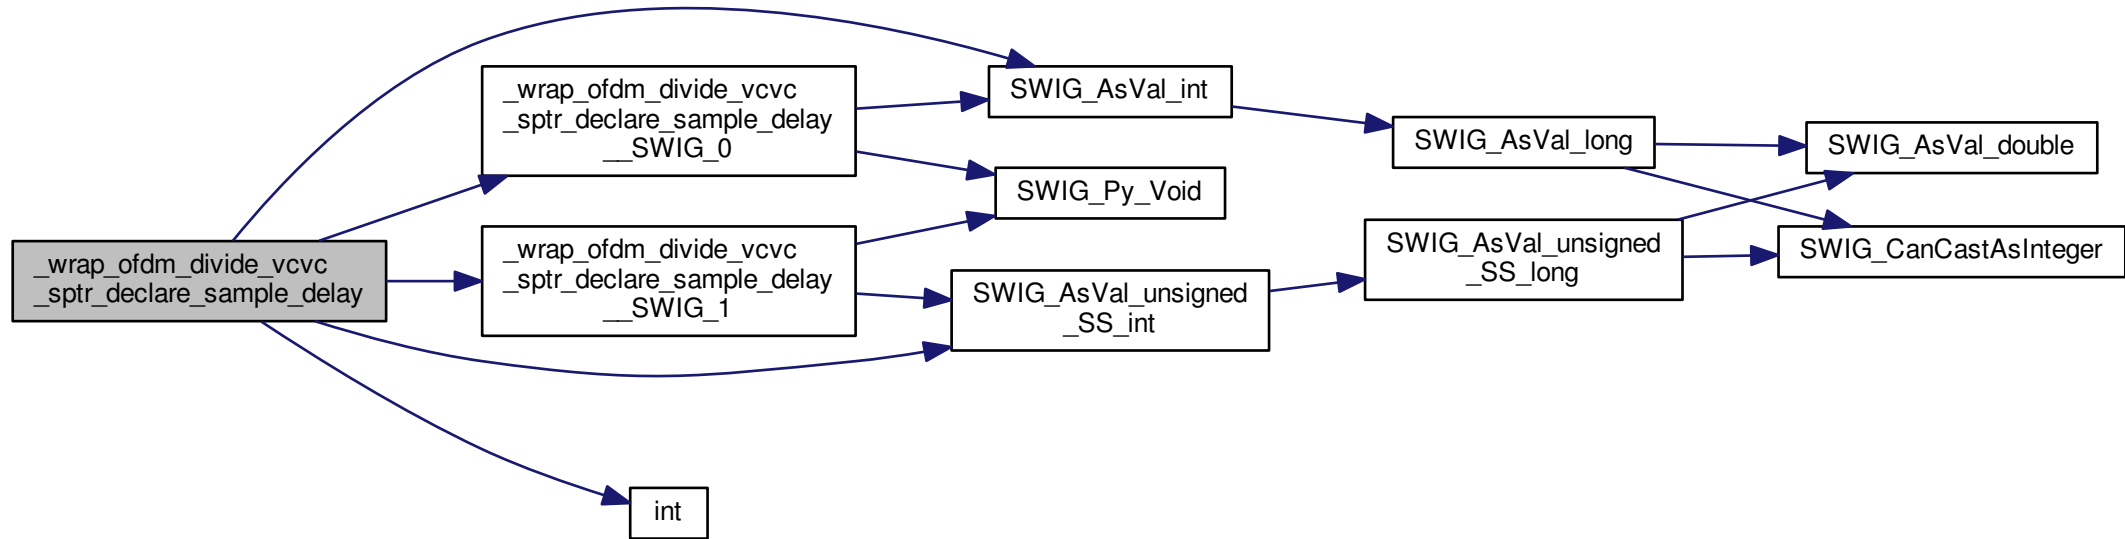 _wrap_ofdm_divide_vcvc
_sptr_declare_sample_delay
_wrap_ofdm_divide_vcvc
_sptr_declare_sample_delay
__SWIG_0
_wrap_ofdm_divide_vcvc
_sptr_declare_sample_delay
__SWIG_1
int
SWIG_AsVal_int
SWIG_Py_Void
SWIG_AsVal_unsigned
_SS_int
SWIG_AsVal_long
SWIG_AsVal_unsigned
_SS_long
SWIG_AsVal_double
SWIG_CanCastAsInteger